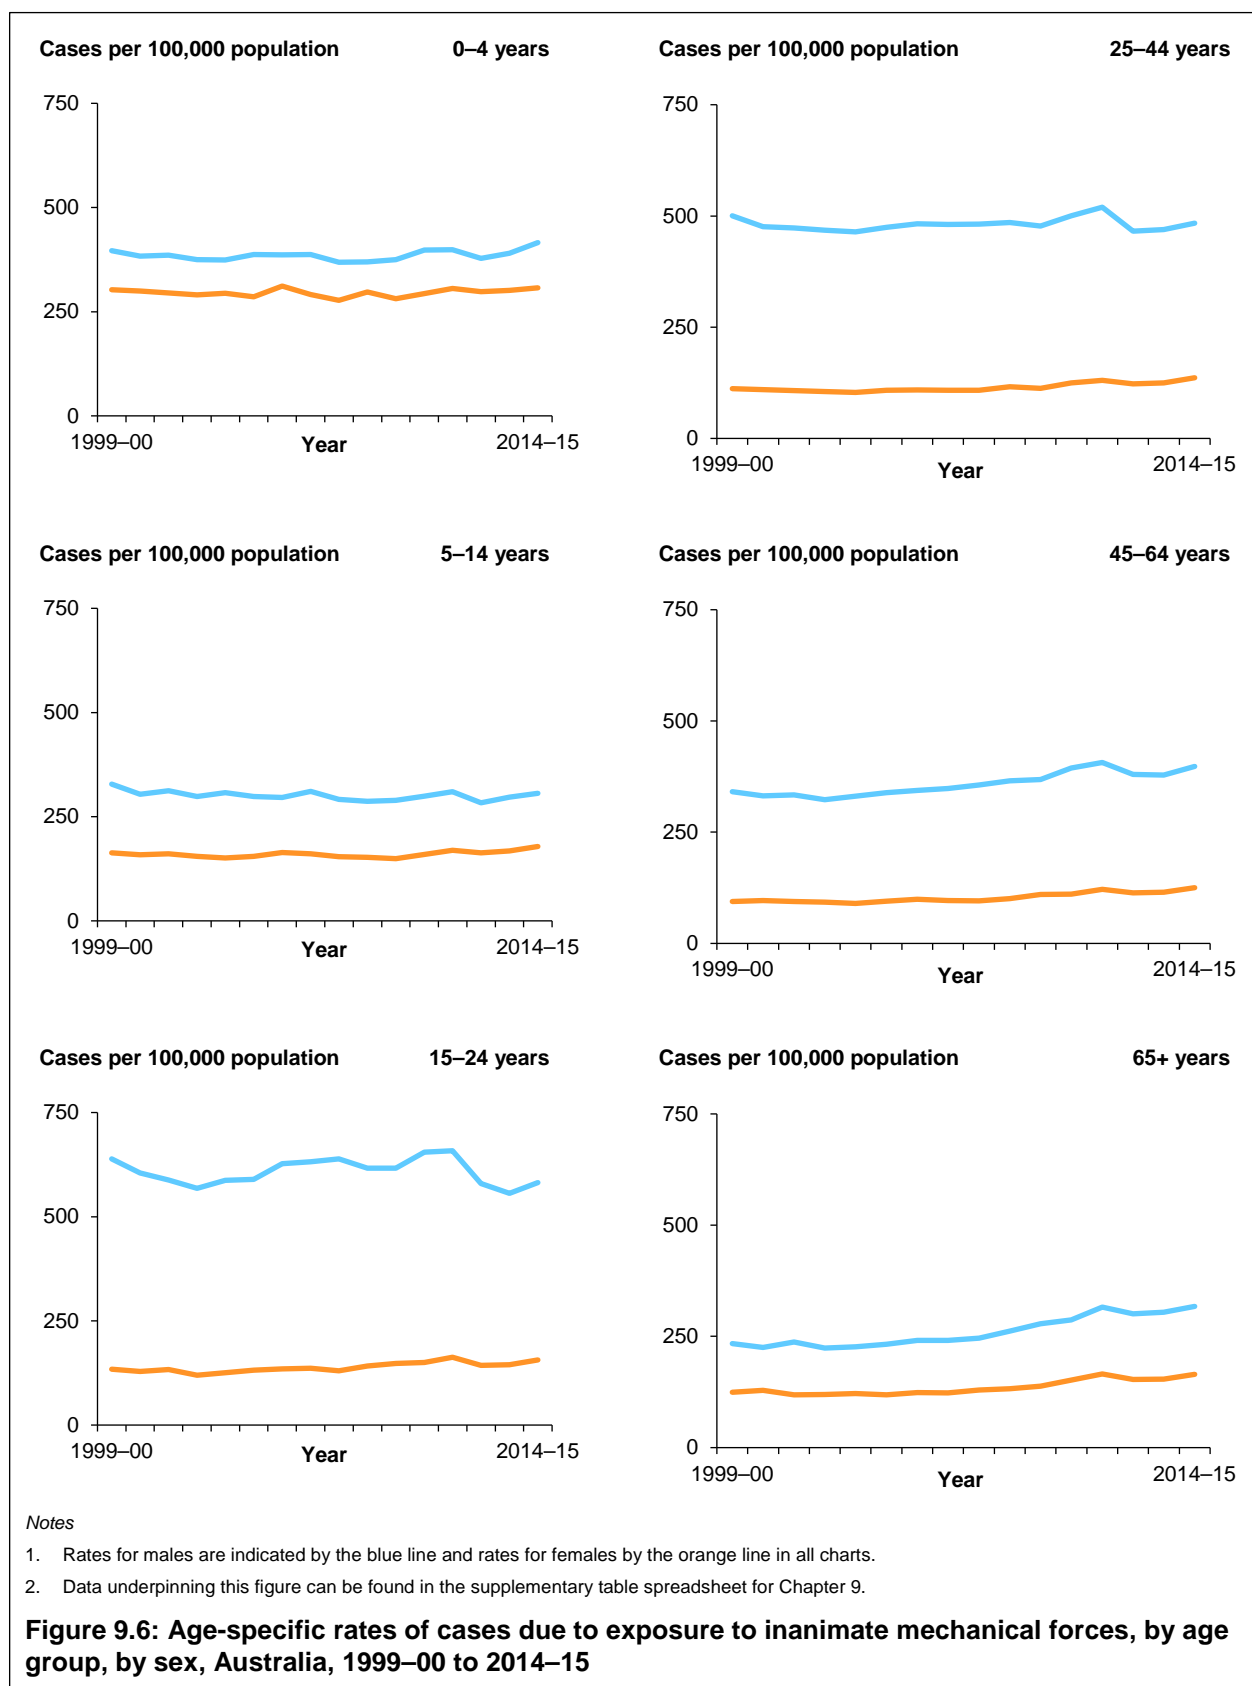 Cases per 100,000 population 0–4 years
750
500
250
0
1999–00 Year 2014–15
Cases per 100,000 population 25–44 years
750
500
250
0
1999–00 Year 2014–15
Cases per 100,000 population 5–14 years
750
500
250
0
1999–00 Year 2014–15
Cases per 100,000 population 45–64 years
750
500
250
0
1999–00 Year 2014–15
Cases per 100,000 population 15–24 years
750
500
250
0
1999–00 Year 2014–15
Cases per 100,000 population 65+ years
750
500
250
0
1999–00 Year 2014–15
Notes
1. Rates for males are indicated by the blue line and rates for females by the orange line in all charts.
2. Data underpinning this figure can be found in the supplementary table spreadsheet for Chapter 9.
Figure 9.6: Age-specific rates of cases due to exposure to inanimate mechanical forces, by age
group, by sex, Australia, 1999–00 to 2014–15